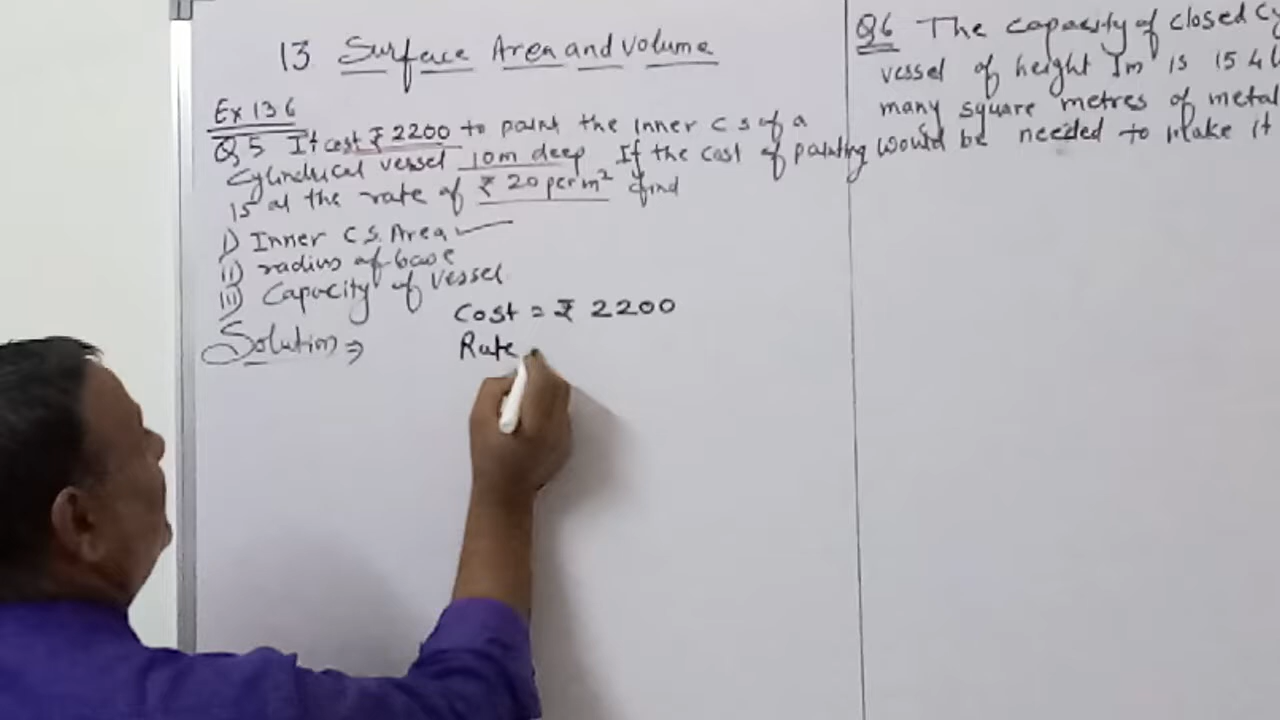 13 Surface Area and Volume
Ex 13 6
Q 5 It cost ₹ 2200 to paint the inner C S of a
cylindrical vessel 10m deep If the cost of painting
is at the rate of ₹ 20 per m² find
i) Inner C.S. Area
ii) radius of base
iii) Capacity of Vessel
Solution ⇒
Cost = ₹ 2200
Rate
Q6 The capacity of closed
vessel of height 1m is 15 4
many square metres of metal
would be needed to make it